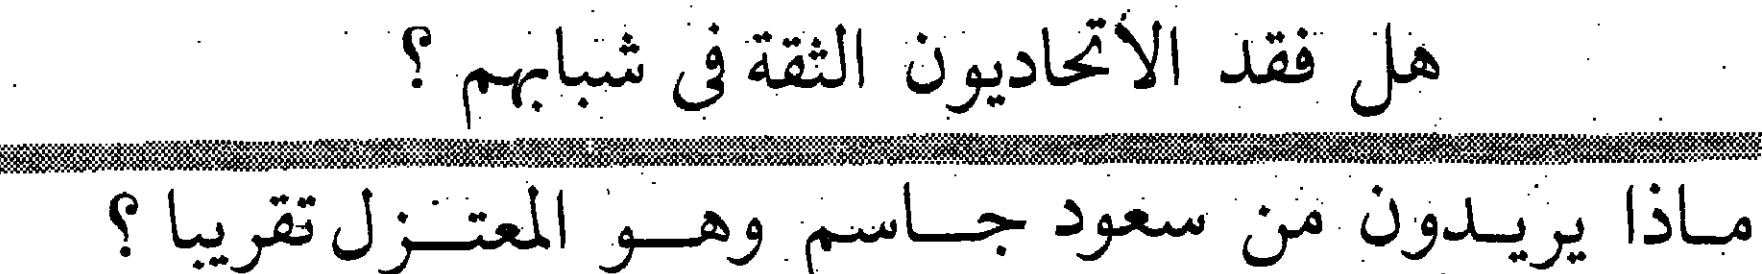 هل فقد الأتحاديون الثقة فى شبابهم ؟
ماذا يريدون من سعود جاسم وهو المعتزل تقريبا ؟